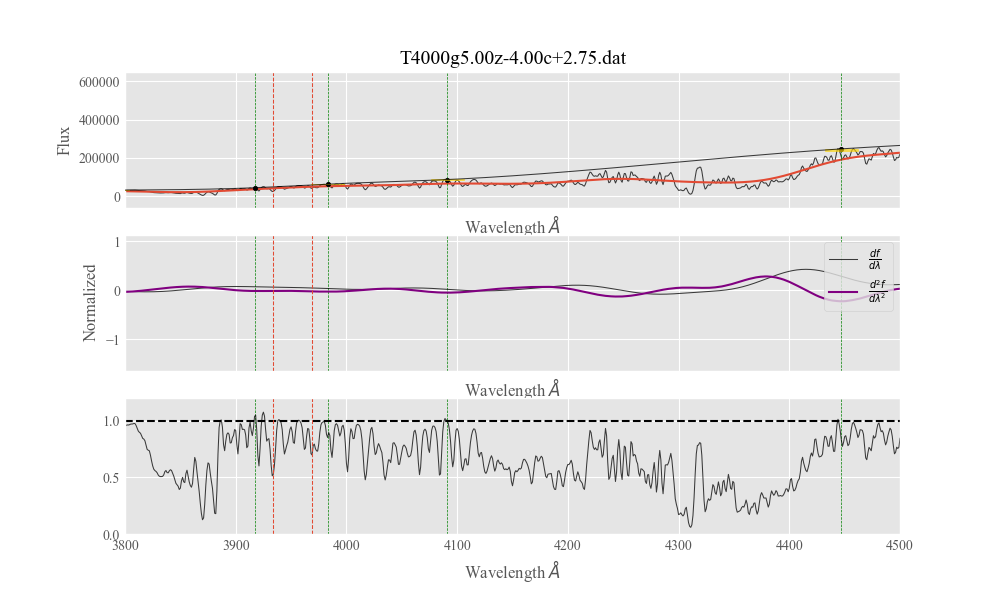 T4000g5.00z-4.00c+2.75.dat
600000
400000
200000
0
Flux
Wavelength Å
1
0
−1
Normalized
df/dλ
d²f/dλ²
Wavelength Å
1.0
0.5
0.0
3800 3900 4000 4100 4200 4300 4400 4500
Wavelength Å